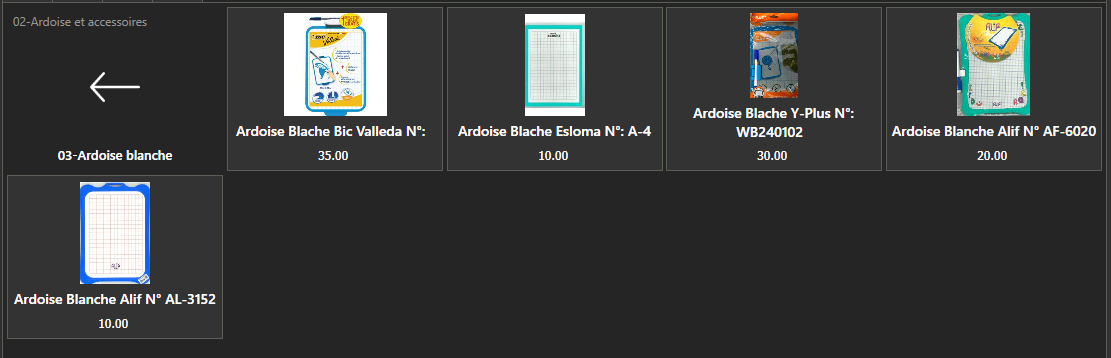 02-Ardoise et accessoires
03-Ardoise blanche
Ardoise Blache Bic Valleda N°:
35.00
Ardoise Blache Esloma N°: A-4
10.00
Ardoise Blache Y-Plus N°:
WB240102
30.00
Ardoise Blanche Alif N° AF-6020
20.00
Ardoise Blanche Alif N° AL-3152
10.00